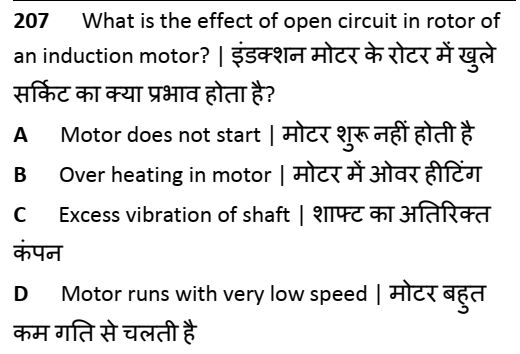 207 What is the effect of open circuit in rotor of
an induction motor? | इंडक्शन मोटर के रोटर में खुले
सर्किट का क्या प्रभाव होता है?
A Motor does not start | मोटर शुरू नहीं होती है
B Over heating in motor | मोटर में ओवर हीटिंग
C Excess vibration of shaft | शाफ्ट का अतिरिक्त
कंपन
D Motor runs with very low speed | मोटर बहुत
कम गति से चलती है